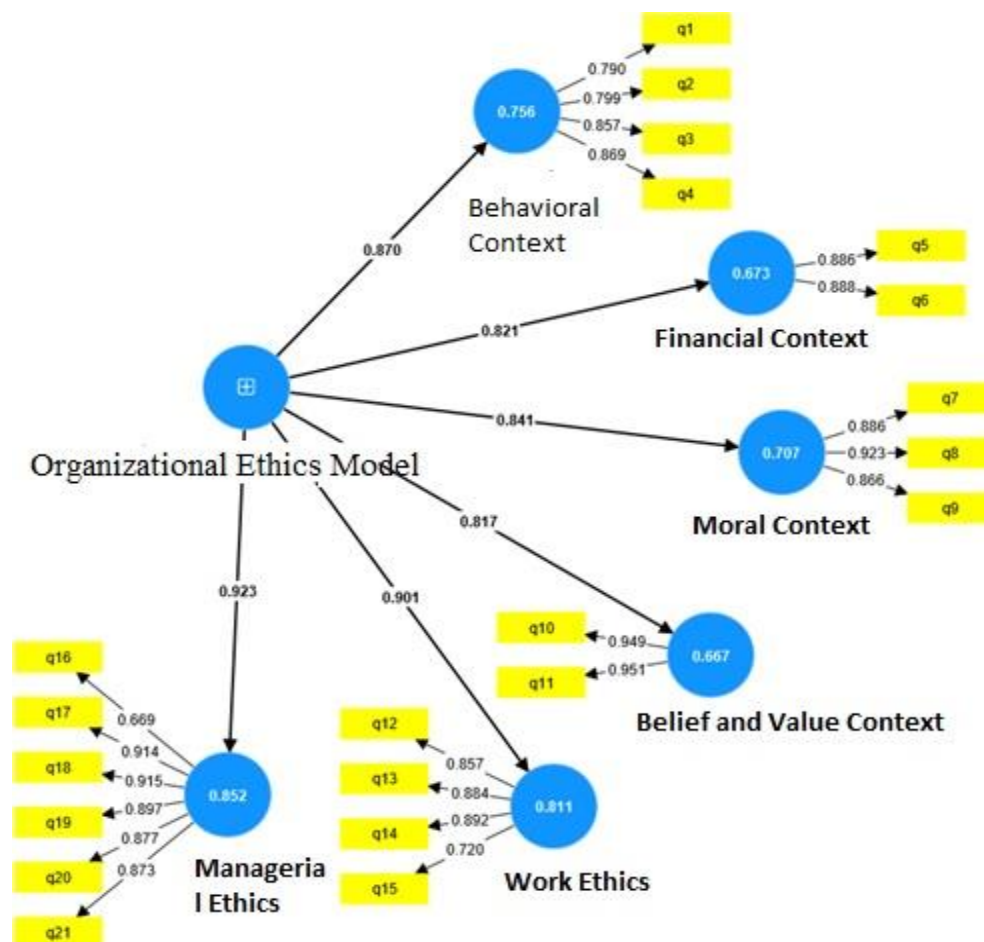 q1
0.790
q2
0.799
0.756
0.857
q3
0.869
q4
Behavioral
Context
0.870
q5
0.886
0.673
0.888
q6
0.821
Financial Context
q7
0.886
0.841
0.707
0.923
q8
0.866
q9
Organizational Ethics Model
Moral Context
0.817
0.923
0.901
q10
0.949
0.667
0.951
q11
Belief and Value Context
q16
0.669
q17
0.914
q18
0.915
0.852
0.897
q19
0.877
q20
0.873
q21
Manageria
l Ethics
q12
0.857
q13
0.884
0.811
0.892
q14
0.720
q15
Work Ethics